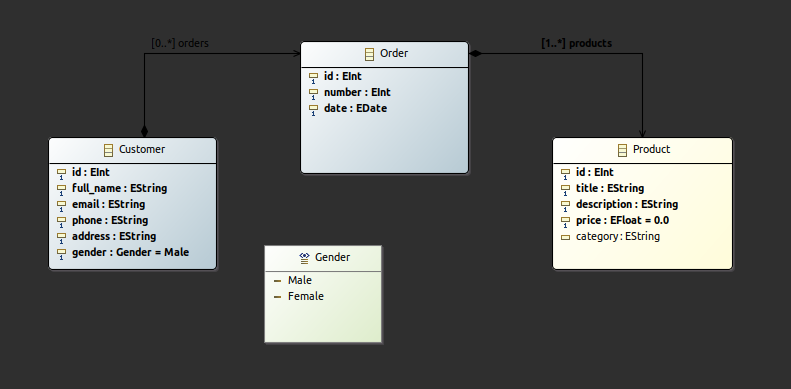 [0..*] orders
Order
id : EInt
number : EInt
date : EDate
[1..*] products
Customer
id : EInt
full_name : EString
email : EString
phone : EString
address : EString
gender : Gender = Male
Gender
Male
Female
Product
id : EInt
title : EString
description : EString
price : EFloat = 0.0
category : EString